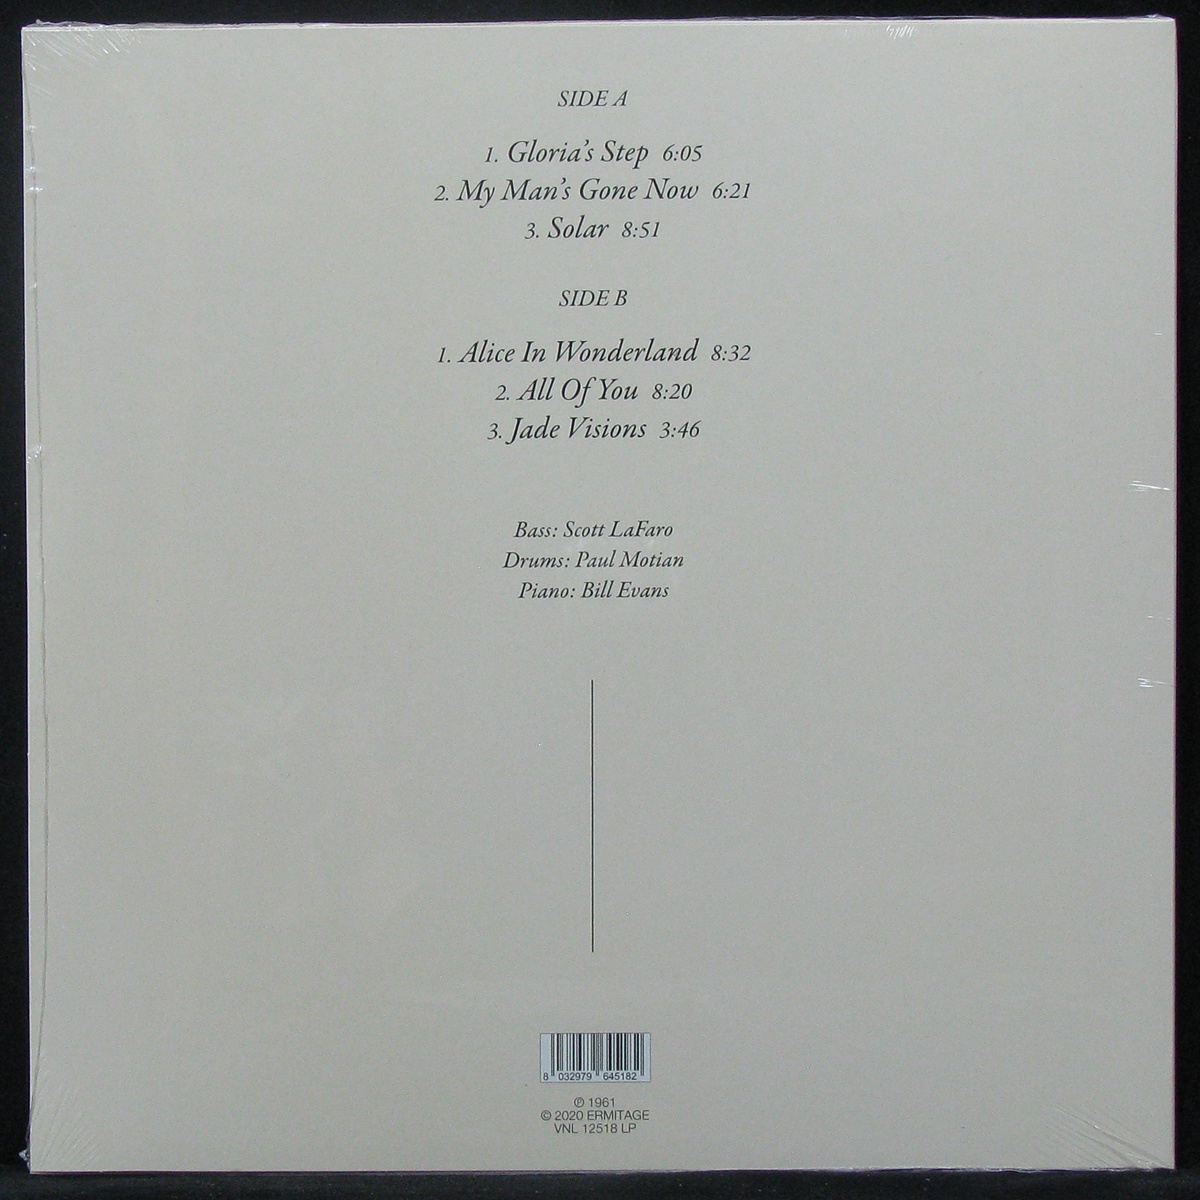 SIDE A
1. Gloria's Step 6:05
2. My Man's Gone Now 6:21
3. Solar 8:51
SIDE B
1. Alice In Wonderland 8:32
2. All Of You 8:20
3. Jade Visions 3:46
Bass: Scott LaFaro
Drums: Paul Motian
Piano: Bill Evans
8 032979 645182
℗ 1961
© 2020 ERMITAGE
VNL 12518 LP